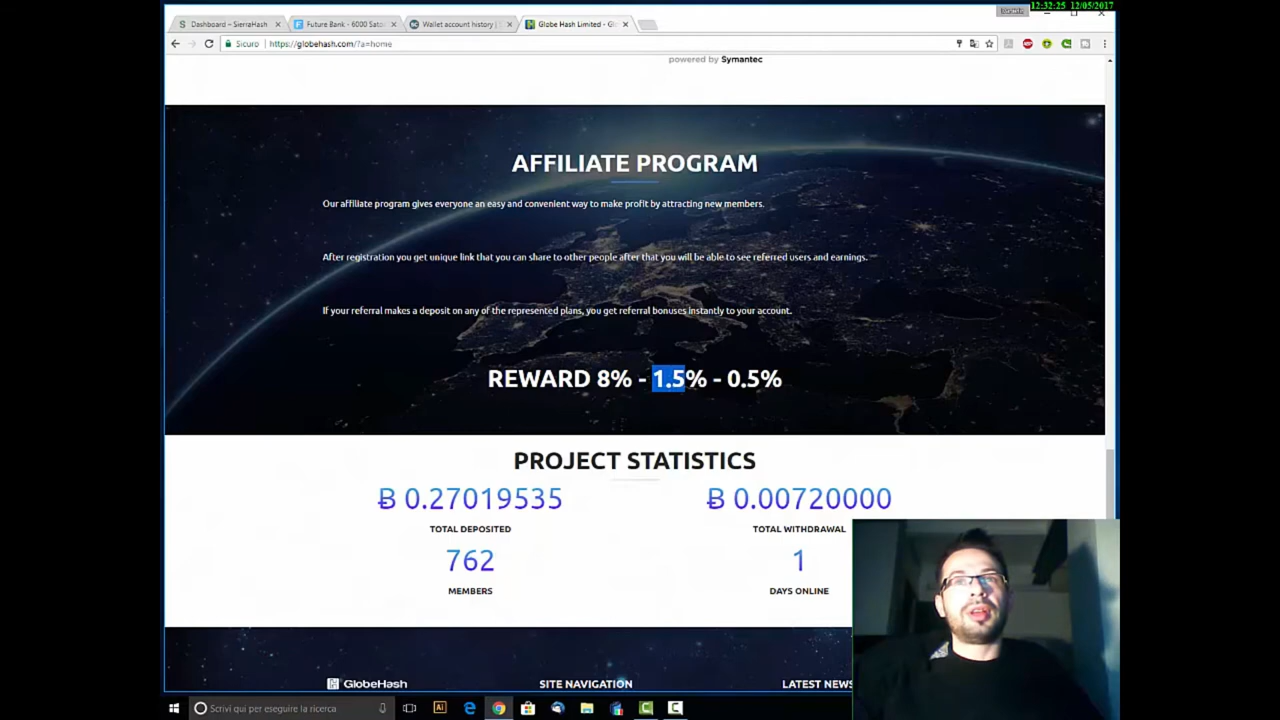 12:32:25 12/05/2017
Dashboard – SierraHash
Future Bank - 6000 Satos
Wallet account history |
Globe Hash Limited - Gl
Sicuro | https://globehash.com/?a=home
powered by Symantec
AFFILIATE PROGRAM
Our affiliate program gives everyone an easy and convenient way to make profit by attracting new members.
After registration you get unique link that you can share to other people after that you will be able to see referred users and earnings.
If your referral makes a deposit on any of the represented plans, you get referral bonuses instantly to your account.
REWARD 8% - 1.5% - 0.5%
PROJECT STATISTICS
Ƀ 0.27019535
Ƀ 0.00720000
TOTAL DEPOSITED
TOTAL WITHDRAWAL
762
1
MEMBERS
DAYS ONLINE
GlobeHash
SITE NAVIGATION
LATEST NEWS
Scrivi qui per eseguire la ricerca